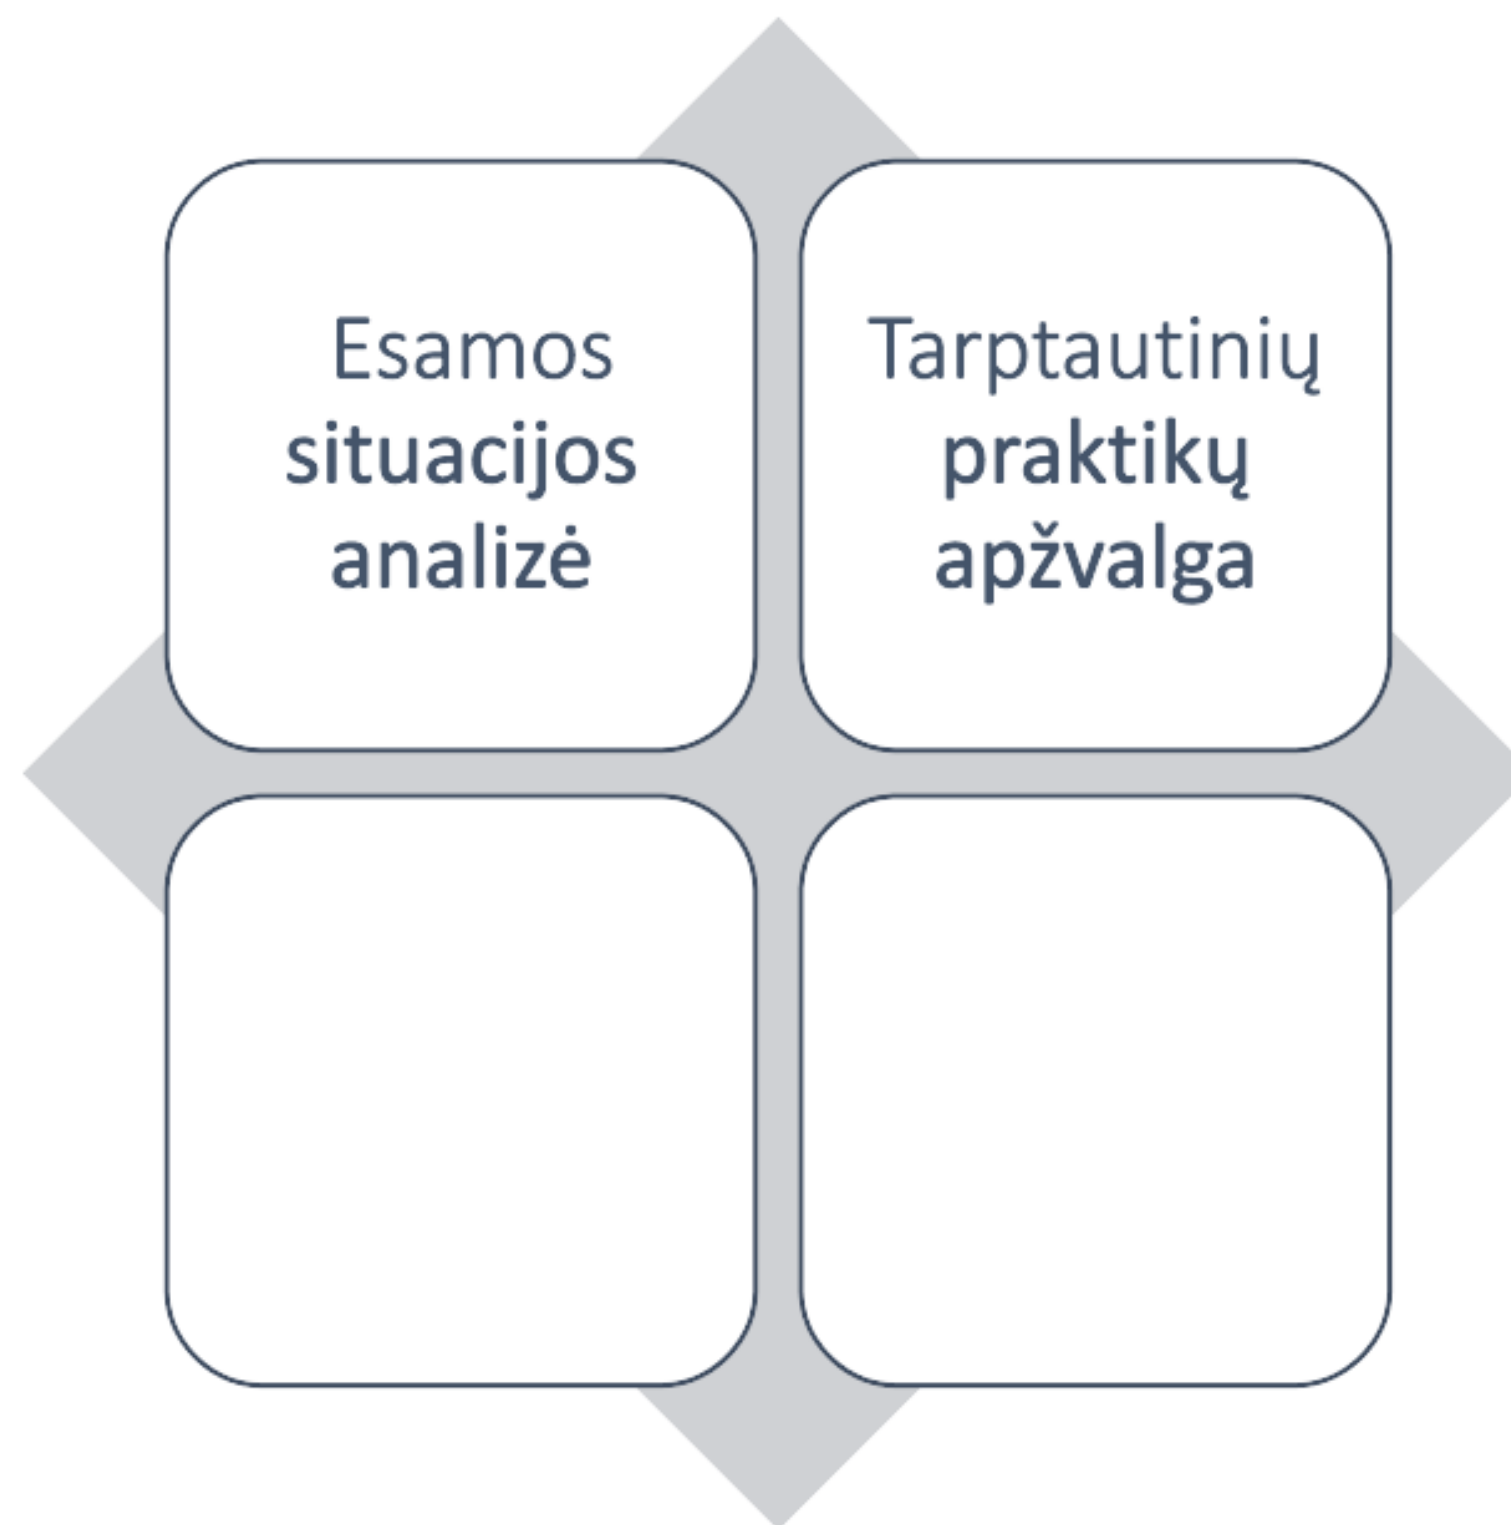 Esamos
situacijos
analizė
Tarptautinių
praktikų
apžvalga